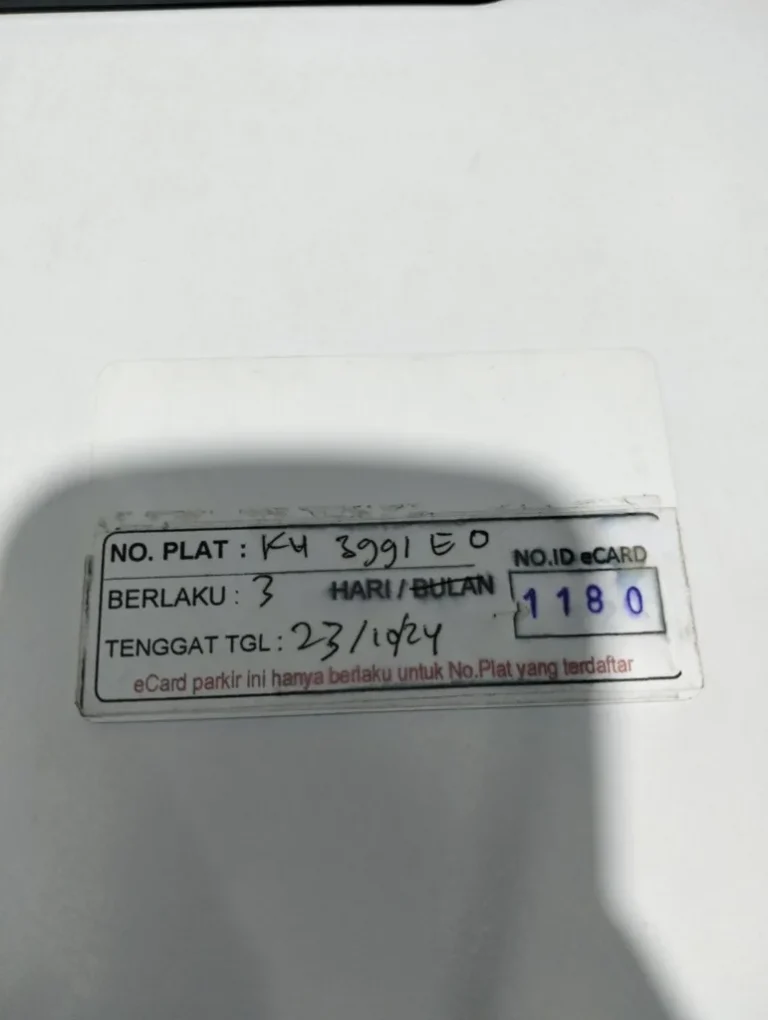 NO. PLAT : KH 3991 EO
NO.ID eCARD
BERLAKU : 3 HARI / BULAN
1180
TENGGAT TGL : 23/10/24
eCard parkir ini hanya berlaku untuk No.Plat yang terdaftar